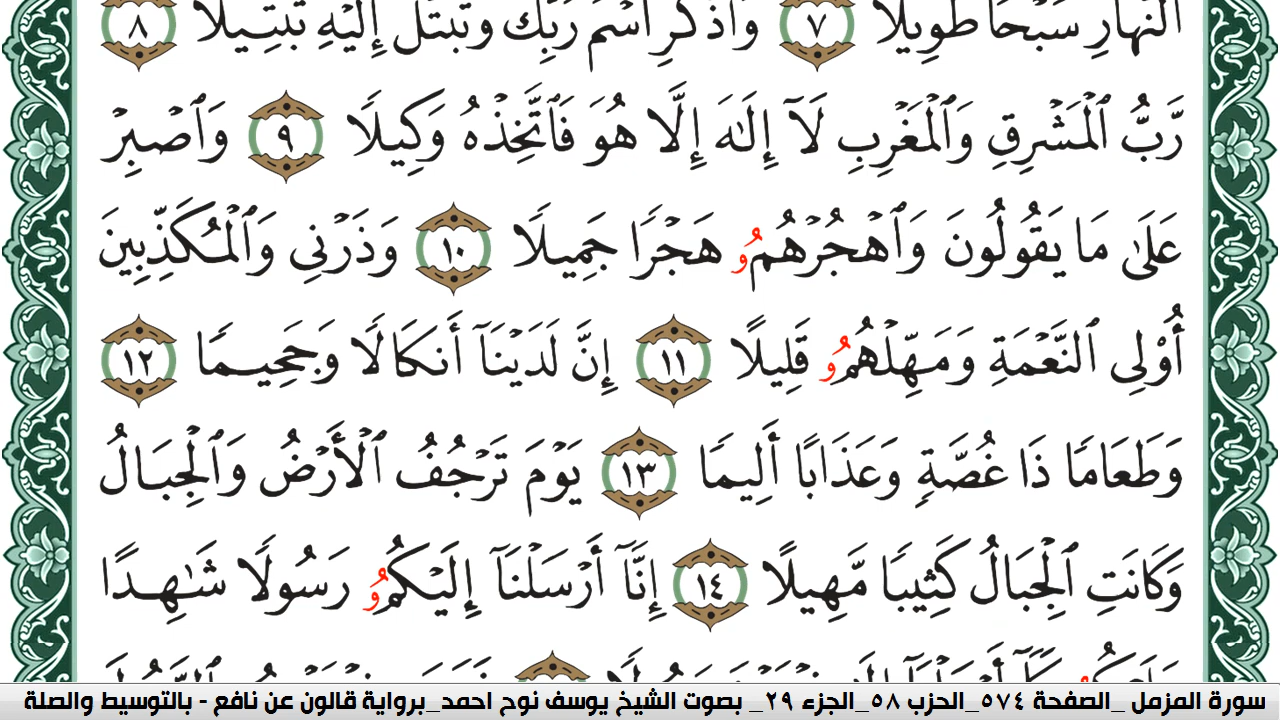 ٱلنَّهَارِ سَبْحًا طَوِيلًا ٧ وَٱذْكُرِ ٱسْمَ رَبِّكَ وَتَبَتَّلْ إِلَيْهِ تَبْتِيلًا ٨
رَّبُّ ٱلْمَشْرِقِ وَٱلْمَغْرِبِ لَآ إِلَٰهَ إِلَّا هُوَ فَٱتَّخِذْهُ وَكِيلًا ٩ وَٱصْبِرْ
عَلَىٰ مَا يَقُولُونَ وَٱهْجُرْهُمُۥ هَجْرًا جَمِيلًا ١٠ وَذَرْنِي وَٱلْمُكَذِّبِينَ
أُوْلِي ٱلنَّعْمَةِ وَمَهِّلْهُمُۥ قَلِيلًا ١١ إِنَّ لَدَيْنَآ أَنكَالًا وَجَحِيمًا ١٢
وَطَعَامًا ذَا غُصَّةٍ وَعَذَابًا أَلِيمًا ١٣ يَوْمَ تَرْجُفُ ٱلْأَرْضُ وَٱلْجِبَالُ
وَكَانَتِ ٱلْجِبَالُ كَثِيبًا مَّهِيلًا ١٤ إِنَّآ أَرْسَلْنَآ إِلَيْكُمُۥ رَسُولًا شَٰهِدًا
سورة المزمل _الصفحة ٥٧٤_الحزب ٥٨_الجزء ٢٩_ بصوت الشيخ يوسف نوح احمد_برواية قالون عن نافع - بالتوسيط والصلة